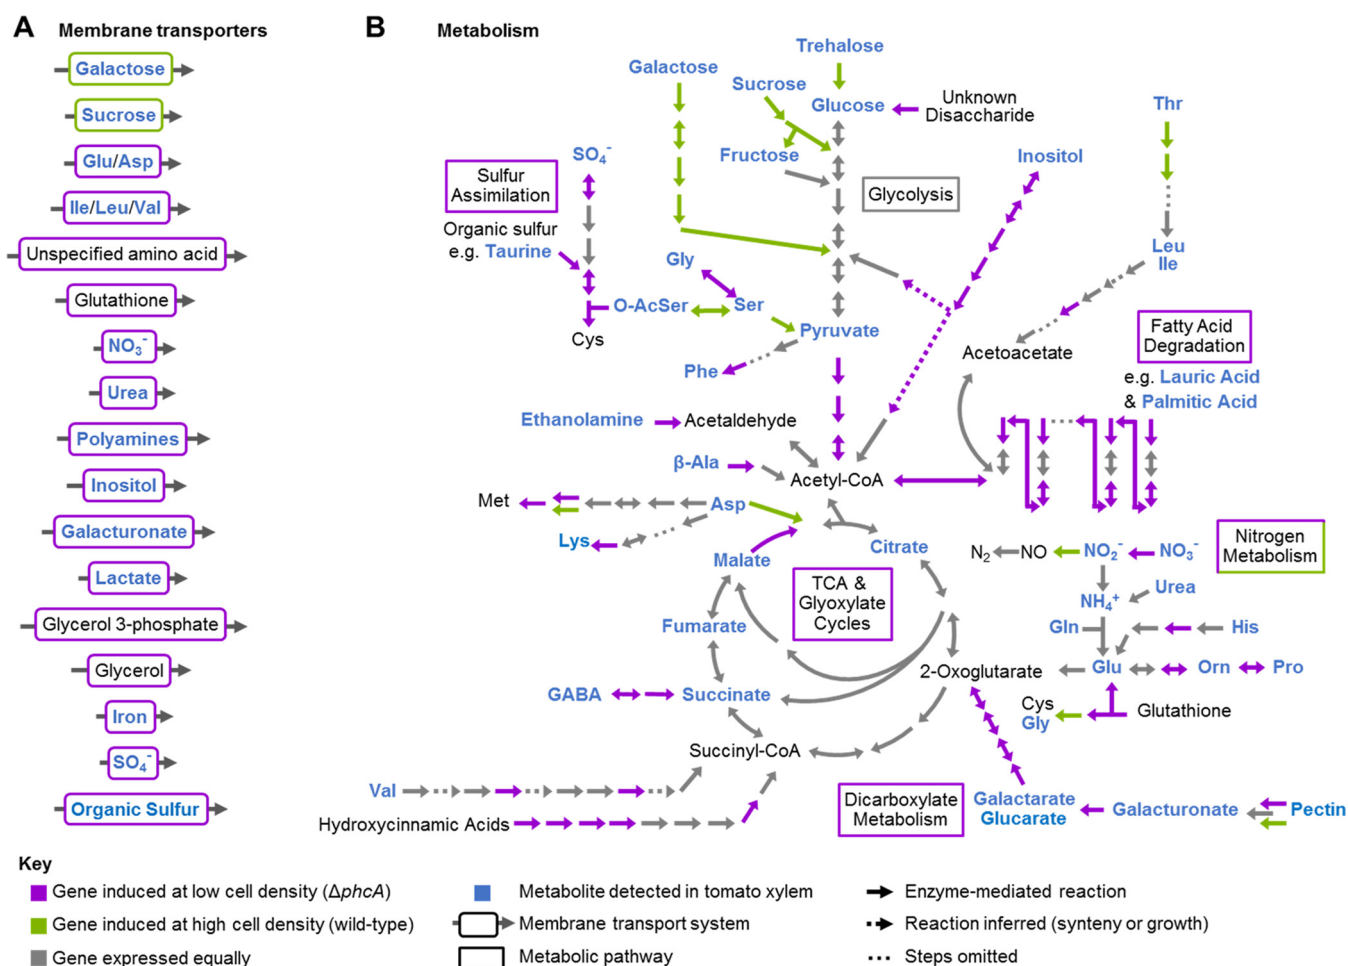 A Membrane transporters
Galactose
Sucrose
Glu/Asp
Ile/Leu/Val
Unspecified amino acid
Glutathione
NO3-
Urea
Polyamines
Inositol
Galacturonate
Lactate
Glycerol 3-phosphate
Glycerol
Iron
SO4-
Organic Sulfur
B Metabolism
Trehalose
Galactose
Sucrose
Glucose
Unknown
Disaccharide
Thr
Fructose
SO4-
Inositol
Sulfur
Assimilation
Glycolysis
Organic sulfur
e.g. Taurine
Gly
Leu
Ile
O-AcSer
Ser
Cys
Pyruvate
Phe
Acetoacetate
Fatty Acid
Degradation
e.g. Lauric Acid
& Palmitic Acid
Ethanolamine
Acetaldehyde
β-Ala
Acetyl-CoA
Met
Asp
Lys
Malate
Citrate
N2
NO
NO2-
NO3-
Nitrogen
Metabolism
TCA &
Glyoxylate
Cycles
NH4+
Urea
Fumarate
Gln
His
2-Oxoglutarate
Glu
Orn
Pro
GABA
Succinate
Cys
Gly
Glutathione
Succinyl-CoA
Val
Hydroxycinnamic Acids
Dicarboxylate
Metabolism
Galactarate
Glucarate
Galacturonate
Pectin
Key
Gene induced at low cell density (ΔphcA)
Gene induced at high cell density (wild-type)
Gene expressed equally
Metabolite detected in tomato xylem
Membrane transport system
Metabolic pathway
Enzyme-mediated reaction
Reaction inferred (synteny or growth)
Steps omitted